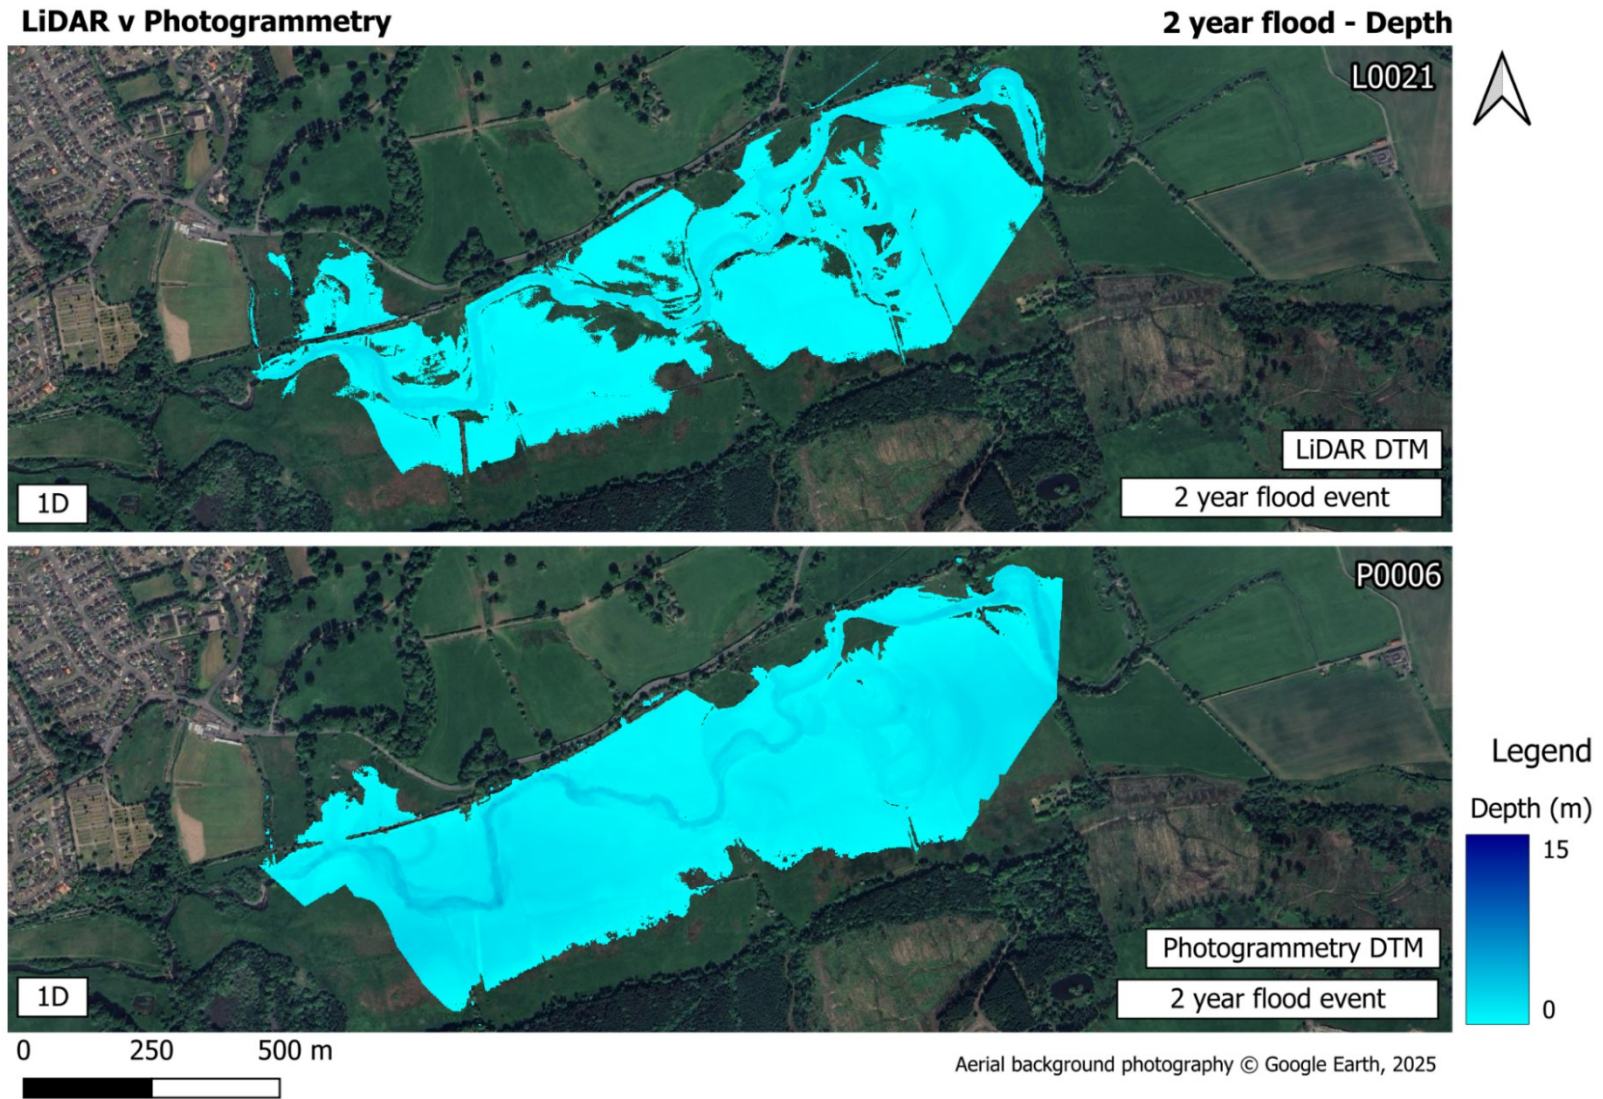 LiDAR v Photogrammetry
2 year flood - Depth
L0021
LiDAR DTM
1D
2 year flood event
P0006
Legend
Depth (m)
15
Photogrammetry DTM
1D
2 year flood event
0
0 250 500 m
Aerial background photography © Google Earth, 2025